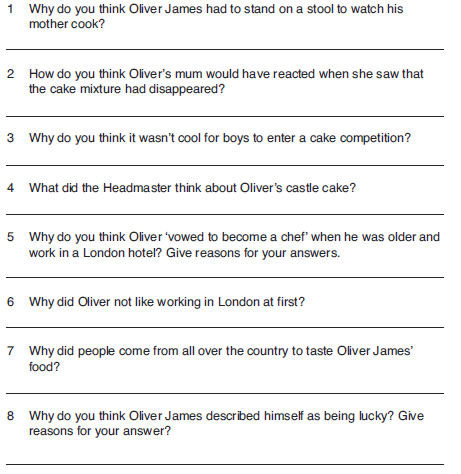 1 Why do you think Oliver James had to stand on a stool to watch his
mother cook?
2 How do you think Oliver's mum would have reacted when she saw that
the cake mixture had disappeared?
3 Why do you think it wasn't cool for boys to enter a cake competition?
4 What did the Headmaster think about Oliver's castle cake?
5 Why do you think Oliver 'vowed to become a chef' when he was older and
work in a London hotel? Give reasons for your answers.
6 Why did Oliver not like working in London at first?
7 Why did people come from all over the country to taste Oliver James'
food?
8 Why do you think Oliver James described himself as being lucky? Give
reasons for your answer?